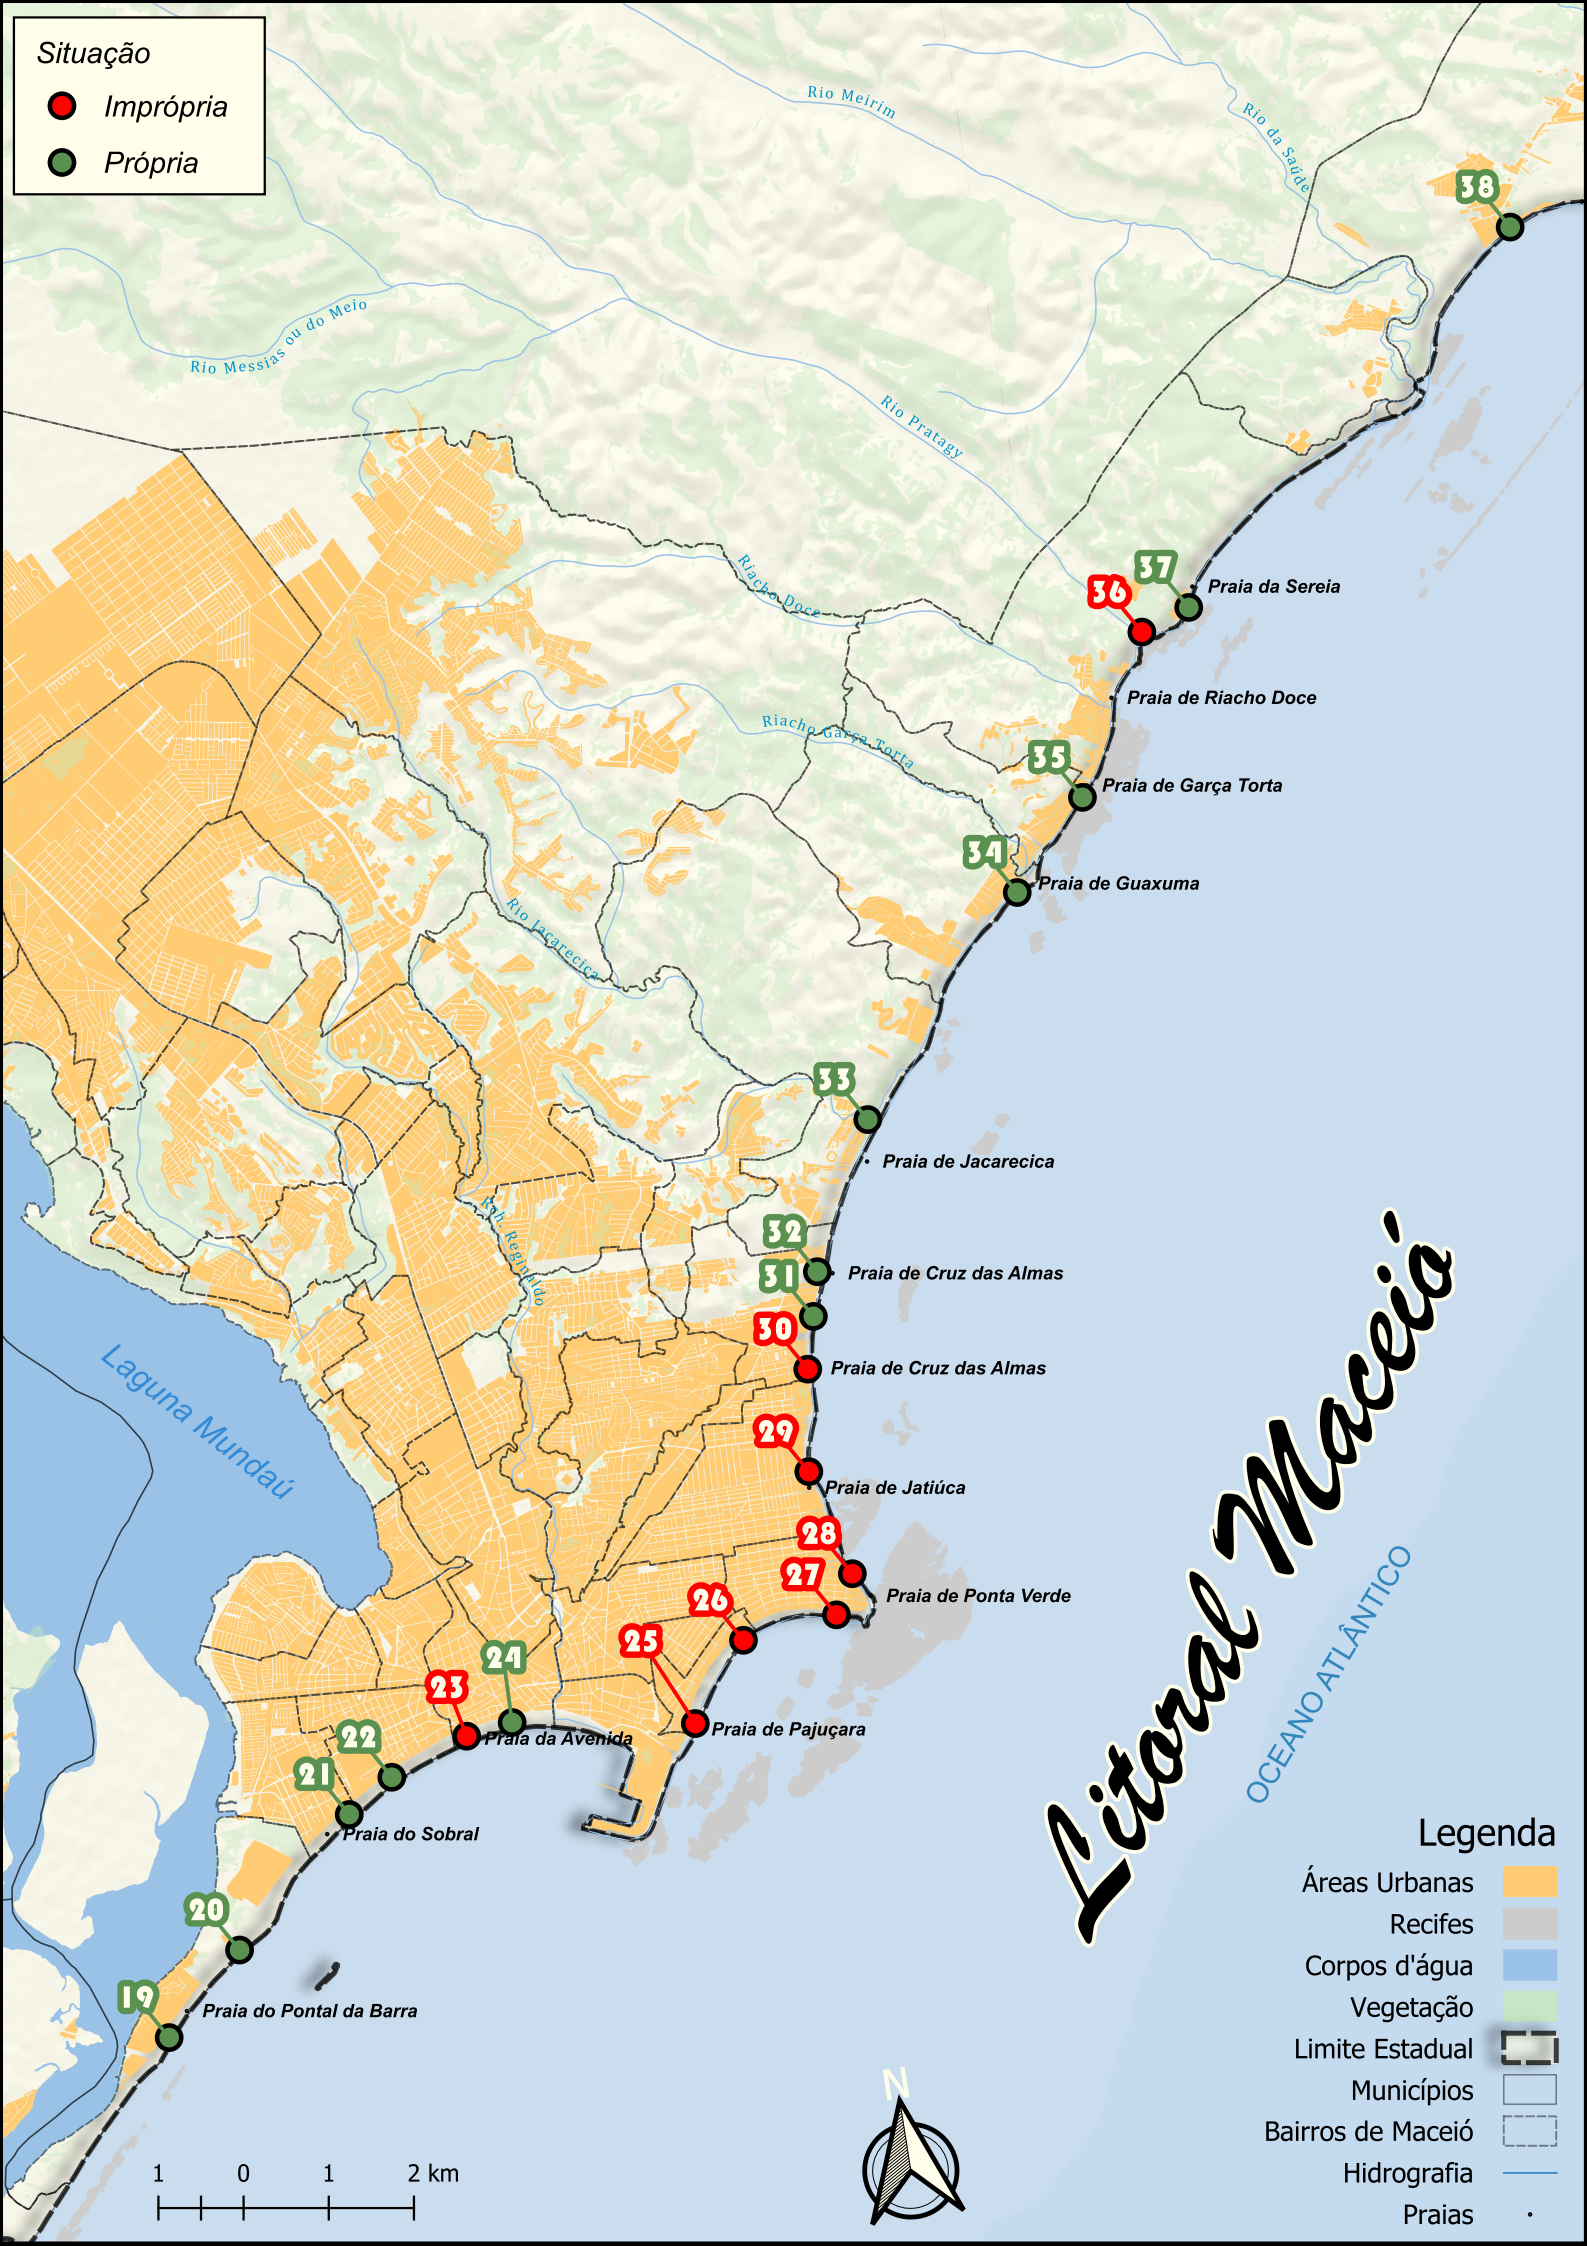 Situação
Imprópria
Própria
Rio Meirim
Rio da Saúde
38
Rio Messias ou do Meio
Rio Pratagy
Riacho Doce
37
Praia da Sereia
36
Praia de Riacho Doce
Riacho Garça Torta
35
Praia de Garça Torta
34
Praia de Guaxuma
Rio Jacarecica
33
Praia de Jacarecica
Rch. Reginaldo
32
Praia de Cruz das Almas
31
30
Praia de Cruz das Almas
Laguna Mundaú
29
Praia de Jatiúca
28
27
Praia de Ponta Verde
26
25
Praia de Pajuçara
24
23
Praia da Avenida
22
21
Praia do Sobral
20
19
Praia do Pontal da Barra
Litoral Maceió
OCEANO ATLÂNTICO
Legenda
Áreas Urbanas
Recifes
Corpos d'água
Vegetação
Limite Estadual
Municípios
Bairros de Maceió
Hidrografia
Praias
N
1 0 1 2 km